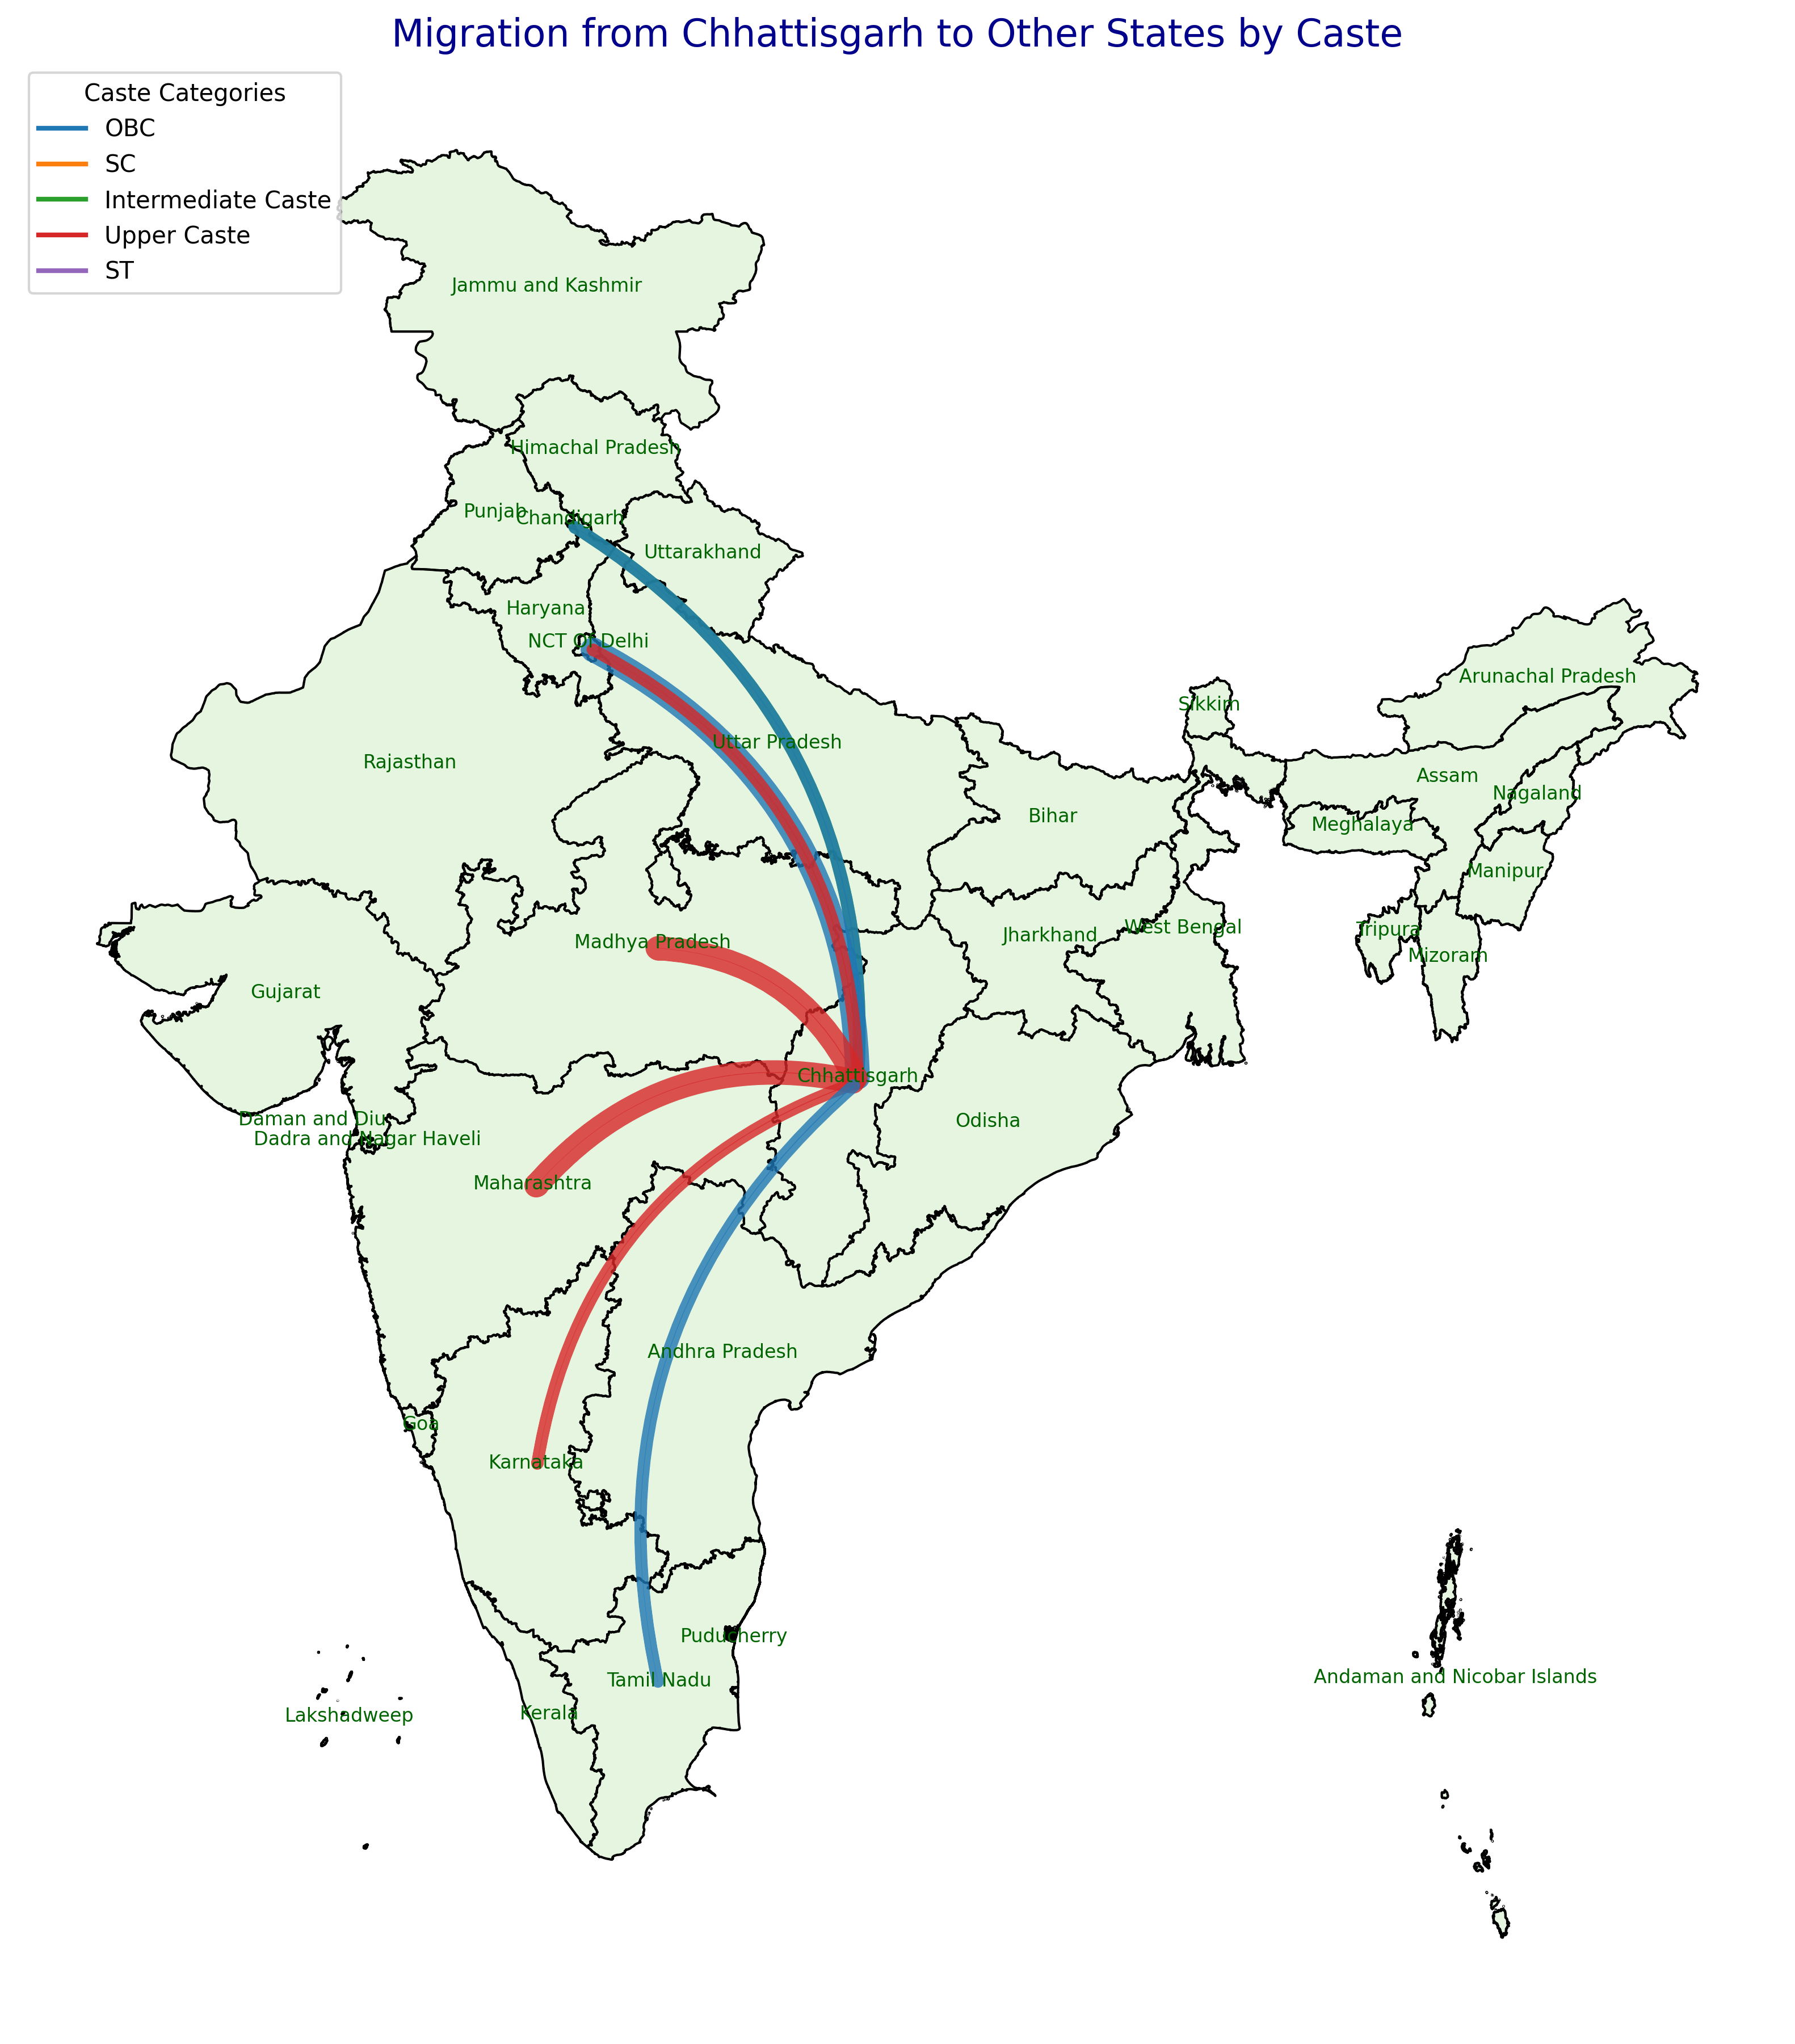 Migration from Chhattisgarh to Other States by Caste
Caste Categories
OBC
SC
Intermediate Caste
Upper Caste
ST
Jammu and Kashmir
Himachal Pradesh
Punjab
Chandigarh
Uttarakhand
Haryana
NCT Of Delhi
Arunachal Pradesh
Sikkim
Uttar Pradesh
Rajasthan
Assam
Nagaland
Bihar
Meghalaya
Manipur
West Bengal
Tripura
Jharkhand
Madhya Pradesh
Mizoram
Gujarat
Chhattisgarh
Daman and Diu
Odisha
Dadra and Nagar Haveli
Maharashtra
Andhra Pradesh
Goa
Karnataka
Puducherry
Andaman and Nicobar Islands
Tamil Nadu
Kerala
Lakshadweep